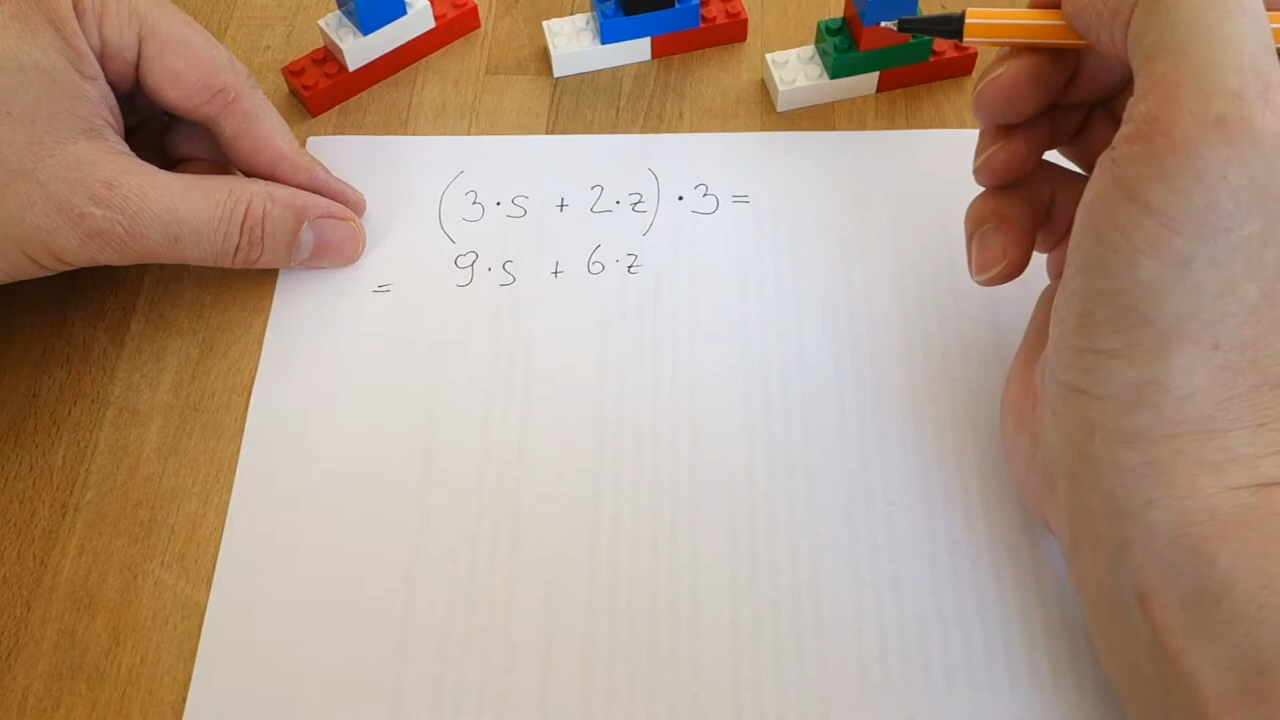 (3·s + 2·z)·3=
= 9·s + 6·z